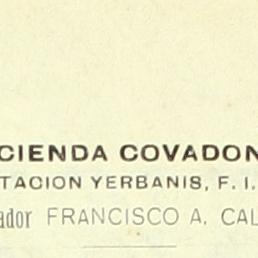 CIENDA COVADON
TACION YERBANIS, F. I.
ador FRANCISCO A. CAL